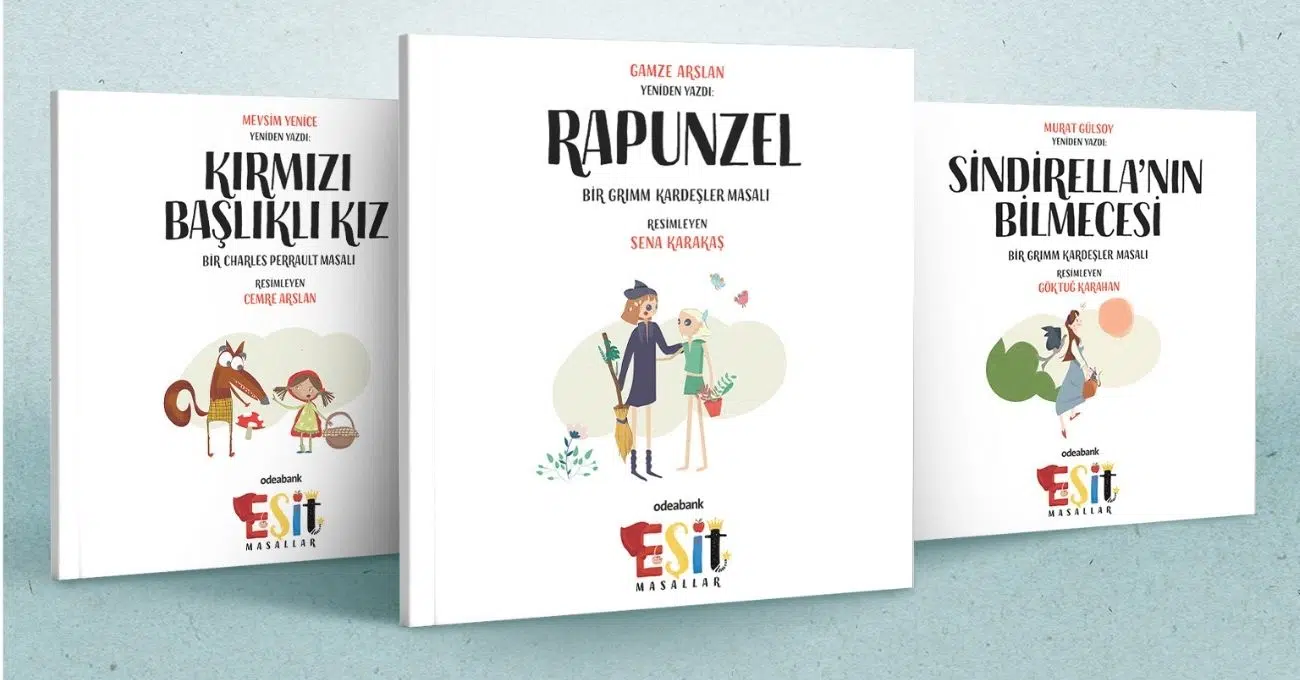 MEVSİM YENİCE
YENİDEN YAZDI:
KIRMIZI
BAŞLIKLI KIZ
BİR CHARLES PERRAULT MASALI
RESİMLEYEN
CEMRE ARSLAN
odeabank
EŞİT
MASALLAR
GAMZE ARSLAN
YENİDEN YAZDI:
RAPUNZEL
BİR GRIMM KARDEŞLER MASALI
RESİMLEYEN
SENA KARAKAŞ
odeabank
EŞİt
MASALLAR
MURAT GÜLSOY
YENİDEN YAZDI:
SİNDİRELLA'NIN
BİLMECESİ
BİR GRIMM KARDEŞLER MASALI
RESİMLEYEN
GÖKTUĞ KARAHAN
odeabank
EŞİt
MASALLAR